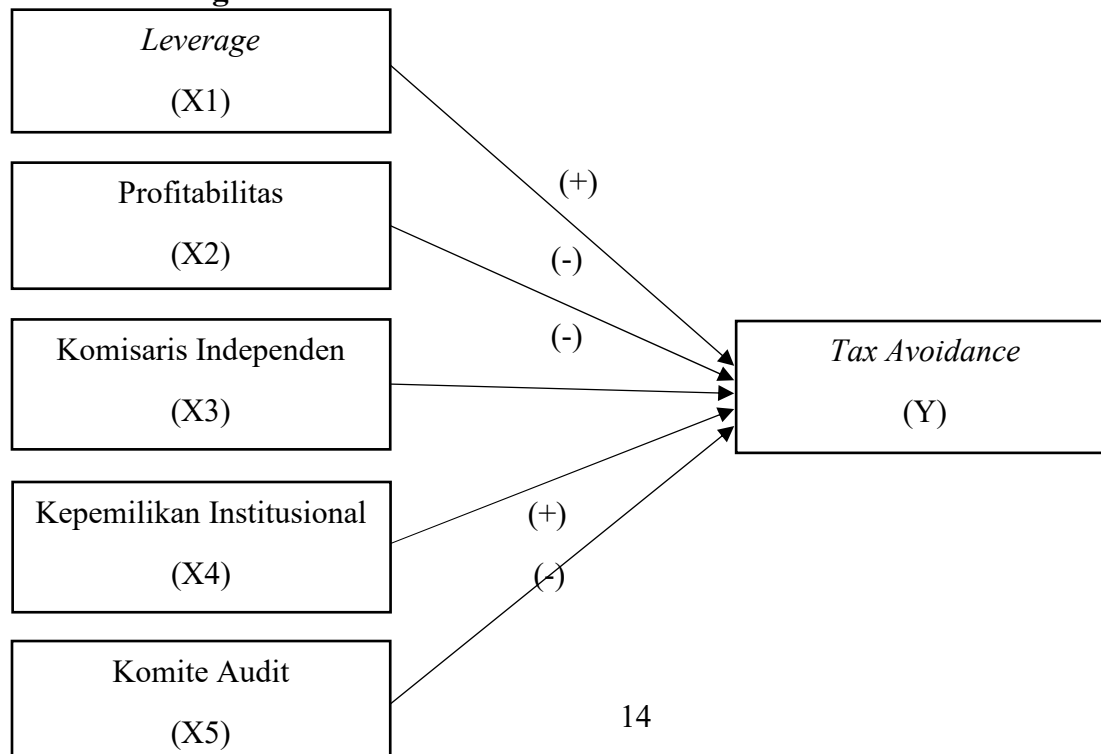 Leverage
(X1)
Profitabilitas
(X2)
Komisaris Independen
(X3)
Kepemilikan Institusional
(X4)
Komite Audit
(X5)
(+)
(-)
(-)
(+)
(-)
Tax Avoidance
(Y)
14